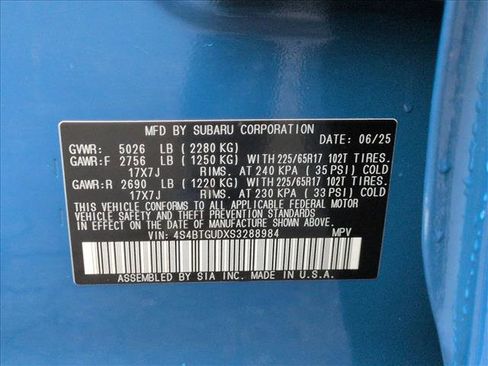 MFD BY SUBARU CORPORATION
DATE: 06/25
GVWR: 5026 LB ( 2280 KG)
GAWR:F 2756 LB ( 1250 KG) WITH 225/65R17 102T TIRES.
17X7J RIMS. AT 240 KPA ( 35 PSI) COLD
GAWR:R 2690 LB ( 1220 KG) WITH 225/65R17 102T TIRES.
17X7J RIMS. AT 230 KPA ( 33 PSI) COLD
THIS VEHICLE CONFORMS TO ALL APPLICABLE FEDERAL MOTOR
VEHICLE SAFETY AND THEFT PREVENTION STANDARDS
IN EFFECT ON THE DATE OF MANUFACTURE SHOWN ABOVE.
VIN: 4S4BTGUDXS3288984 MPV
ASSEMBLED BY SIA INC. MADE IN U.S.A.